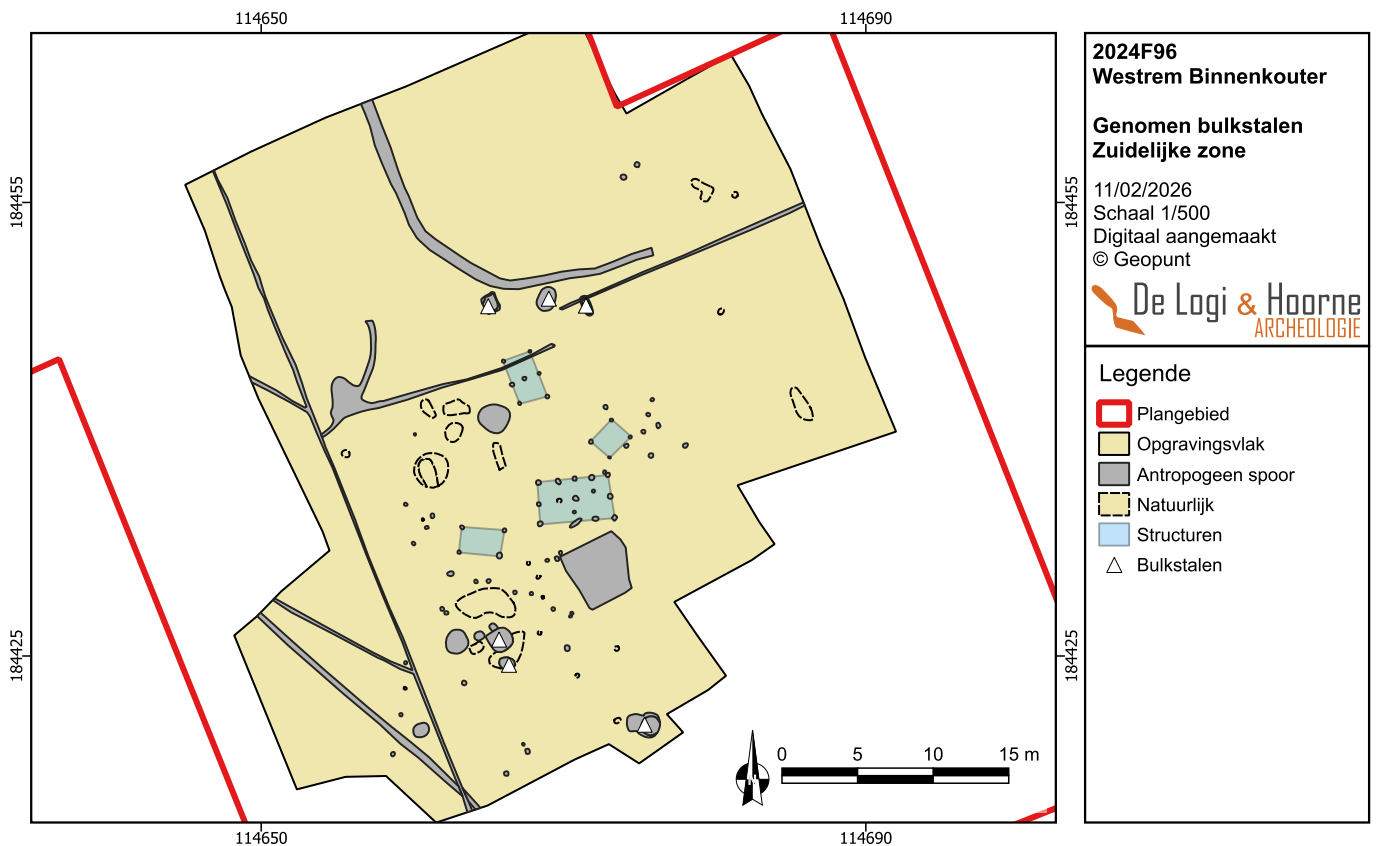 114650
114690
184455
184455
184425
184425
0
5
10
15 m
114650
114690
2024F96
Westrem Binnenkouter
Genomen bulkstalen
Zuidelijke zone
11/02/2026
Schaal 1/500
Digitaal aangemaakt
© Geopunt
De Logi & Hoorne
ARCHEOLOGIE
Legende
Plangebied
Opgravingsvlak
Antropogeen spoor
Natuurlijk
Structuren
Bulkstalen